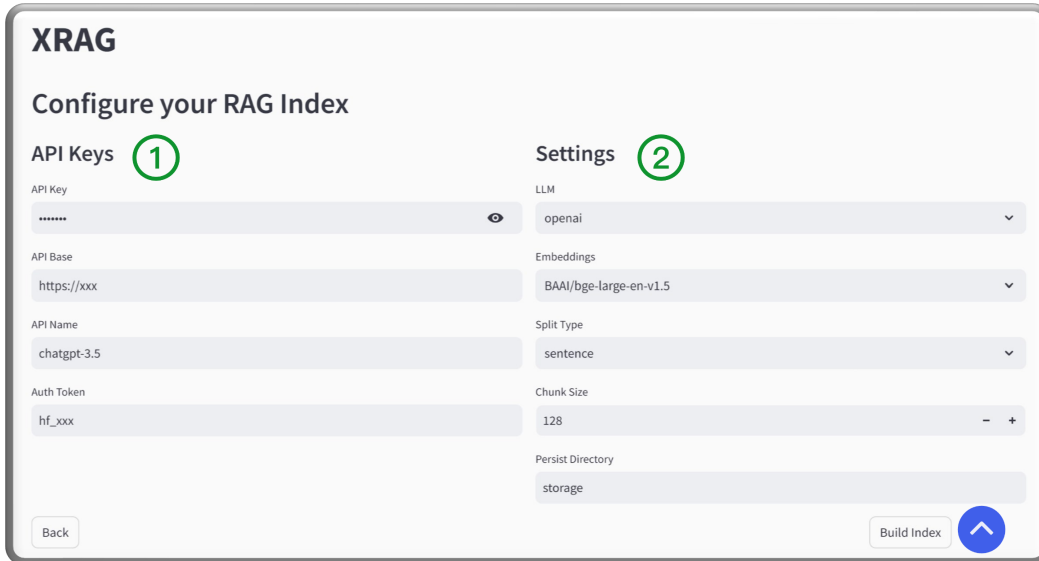 XRAG
Configure your RAG Index
API Keys 1
API Key
•••••••
API Base
https://xxx
API Name
chatgpt-3.5
Auth Token
hf_xxx
Settings 2
LLM
openai
Embeddings
BAAI/bge-large-en-v1.5
Split Type
sentence
Chunk Size
128 - +
Persist Directory
storage
Back
Build Index